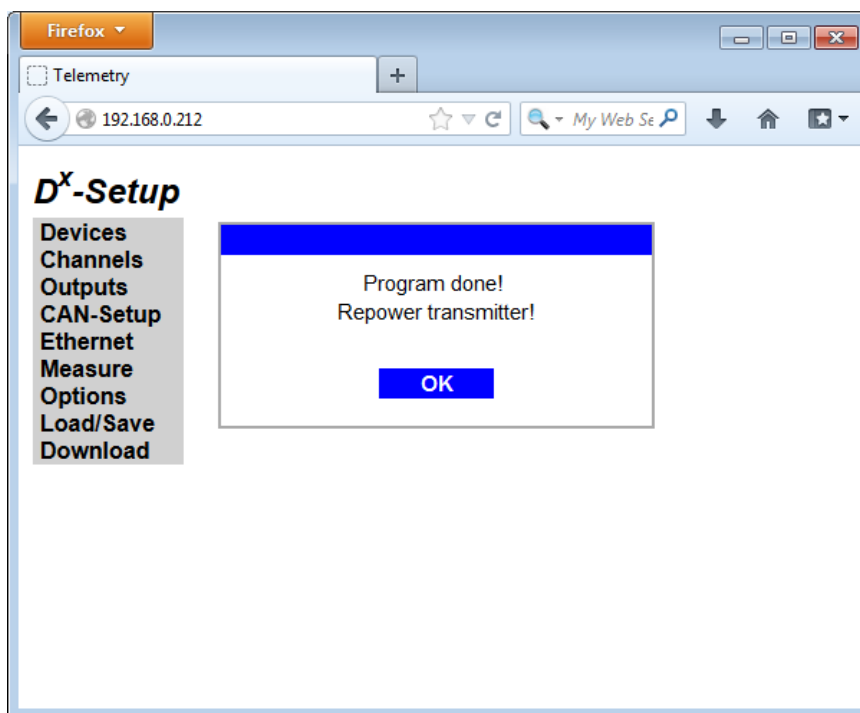 Firefox
Telemetry
192.168.0.212
My Web Se
Dx-Setup
Devices
Channels
Outputs
CAN-Setup
Ethernet
Measure
Options
Load/Save
Download
Program done!
Repower transmitter!
OK